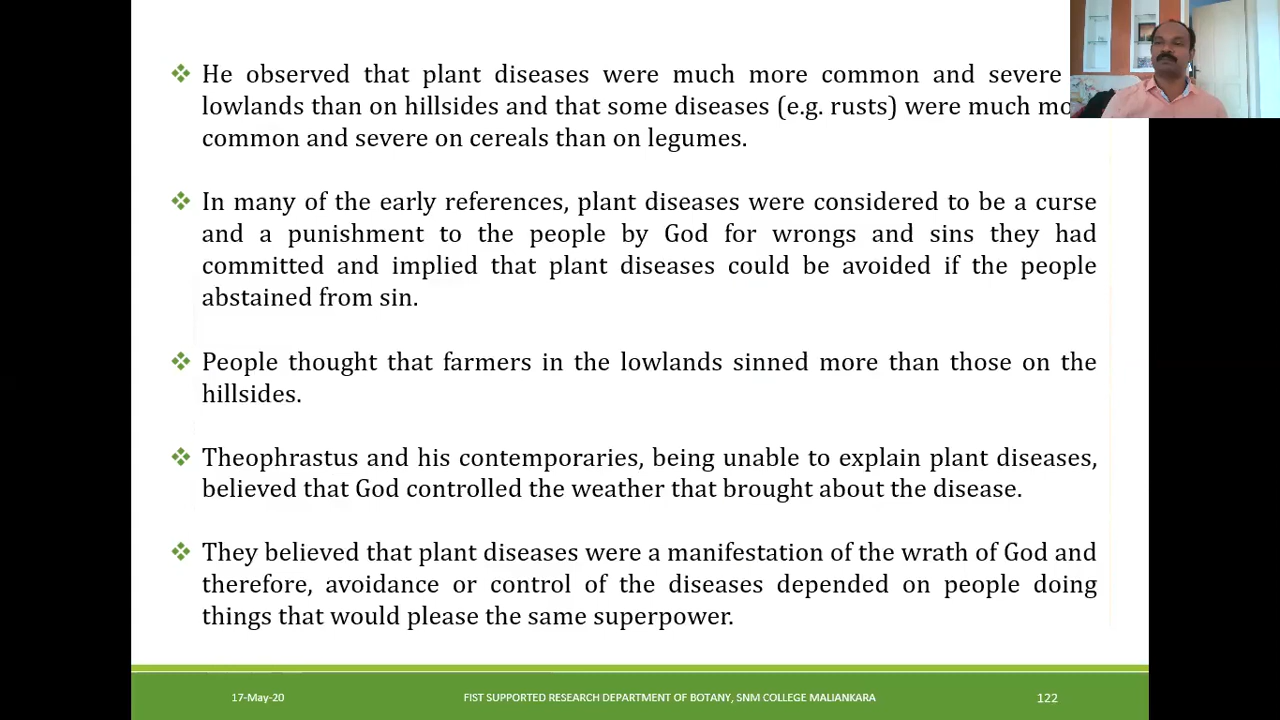 ❖ He observed that plant diseases were much more common and severe
lowlands than on hillsides and that some diseases (e.g. rusts) were much
common and severe on cereals than on legumes.
❖ In many of the early references, plant diseases were considered to be a curse
and a punishment to the people by God for wrongs and sins they had
committed and implied that plant diseases could be avoided if the people
abstained from sin.
❖ People thought that farmers in the lowlands sinned more than those on the
hillsides.
❖ Theophrastus and his contemporaries, being unable to explain plant diseases,
believed that God controlled the weather that brought about the disease.
❖ They believed that plant diseases were a manifestation of the wrath of God and
therefore, avoidance or control of the diseases depended on people doing
things that would please the same superpower.
17-May-20 FIST SUPPORTED RESEARCH DEPARTMENT OF BOTANY, SNM COLLEGE MALIANKARA 122